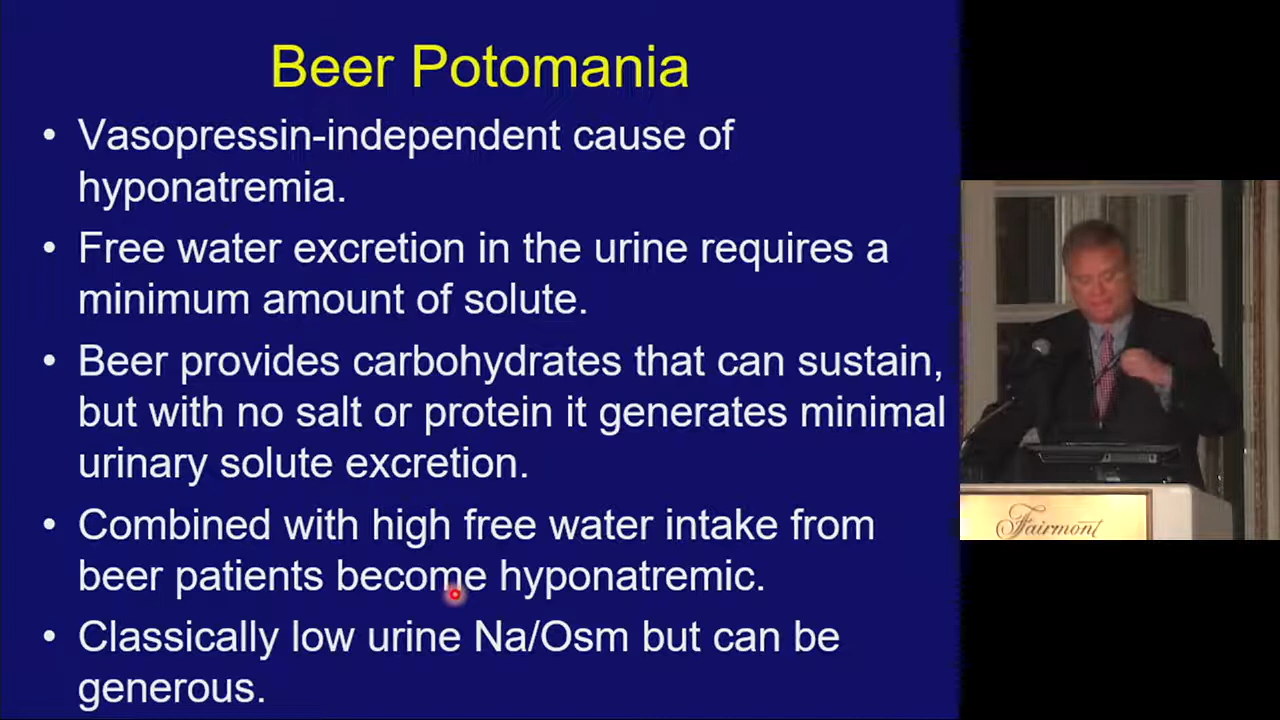 Beer Potomania
• Vasopressin-independent cause of
hyponatremia.
• Free water excretion in the urine requires a
minimum amount of solute.
• Beer provides carbohydrates that can sustain,
but with no salt or protein it generates minimal
urinary solute excretion.
• Combined with high free water intake from
beer patients become hyponatremic.
• Classically low urine Na/Osm but can be
generous.
Fairmont